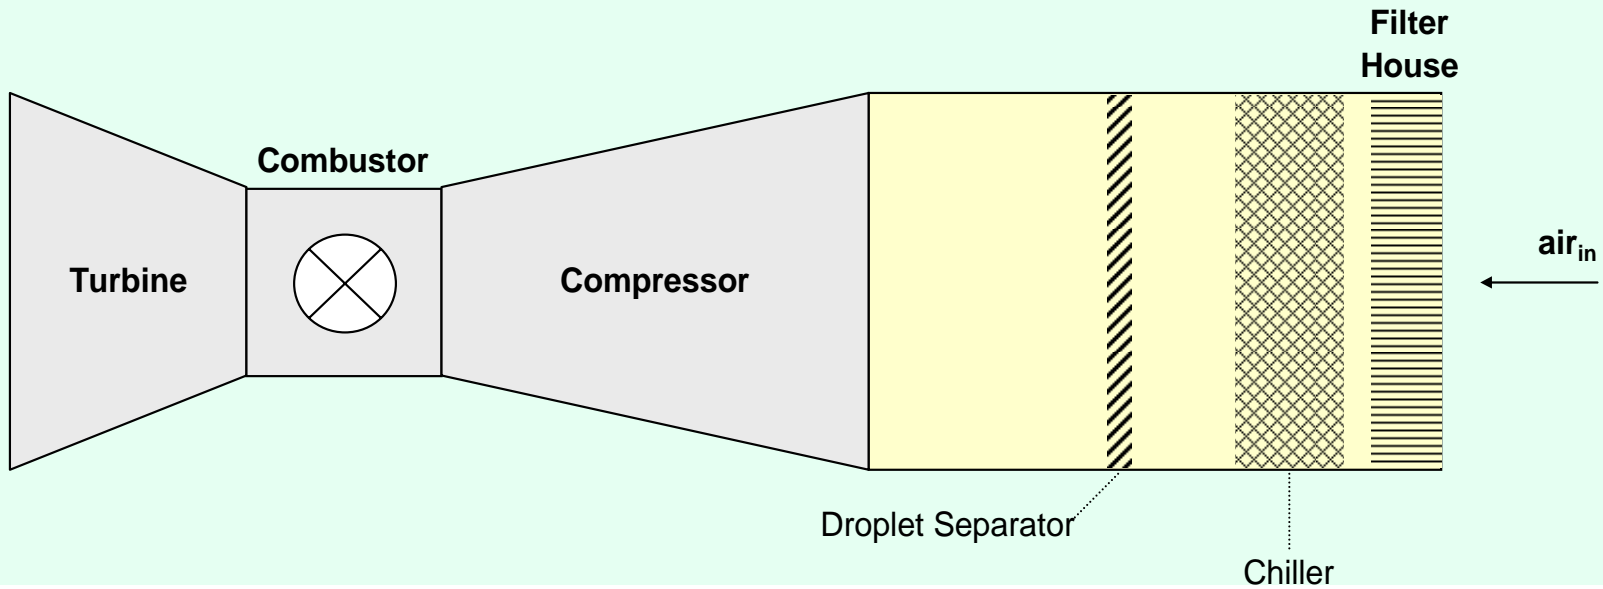 Filter
House
Combustor
air_in
Turbine
Compressor
Droplet Separator
Chiller